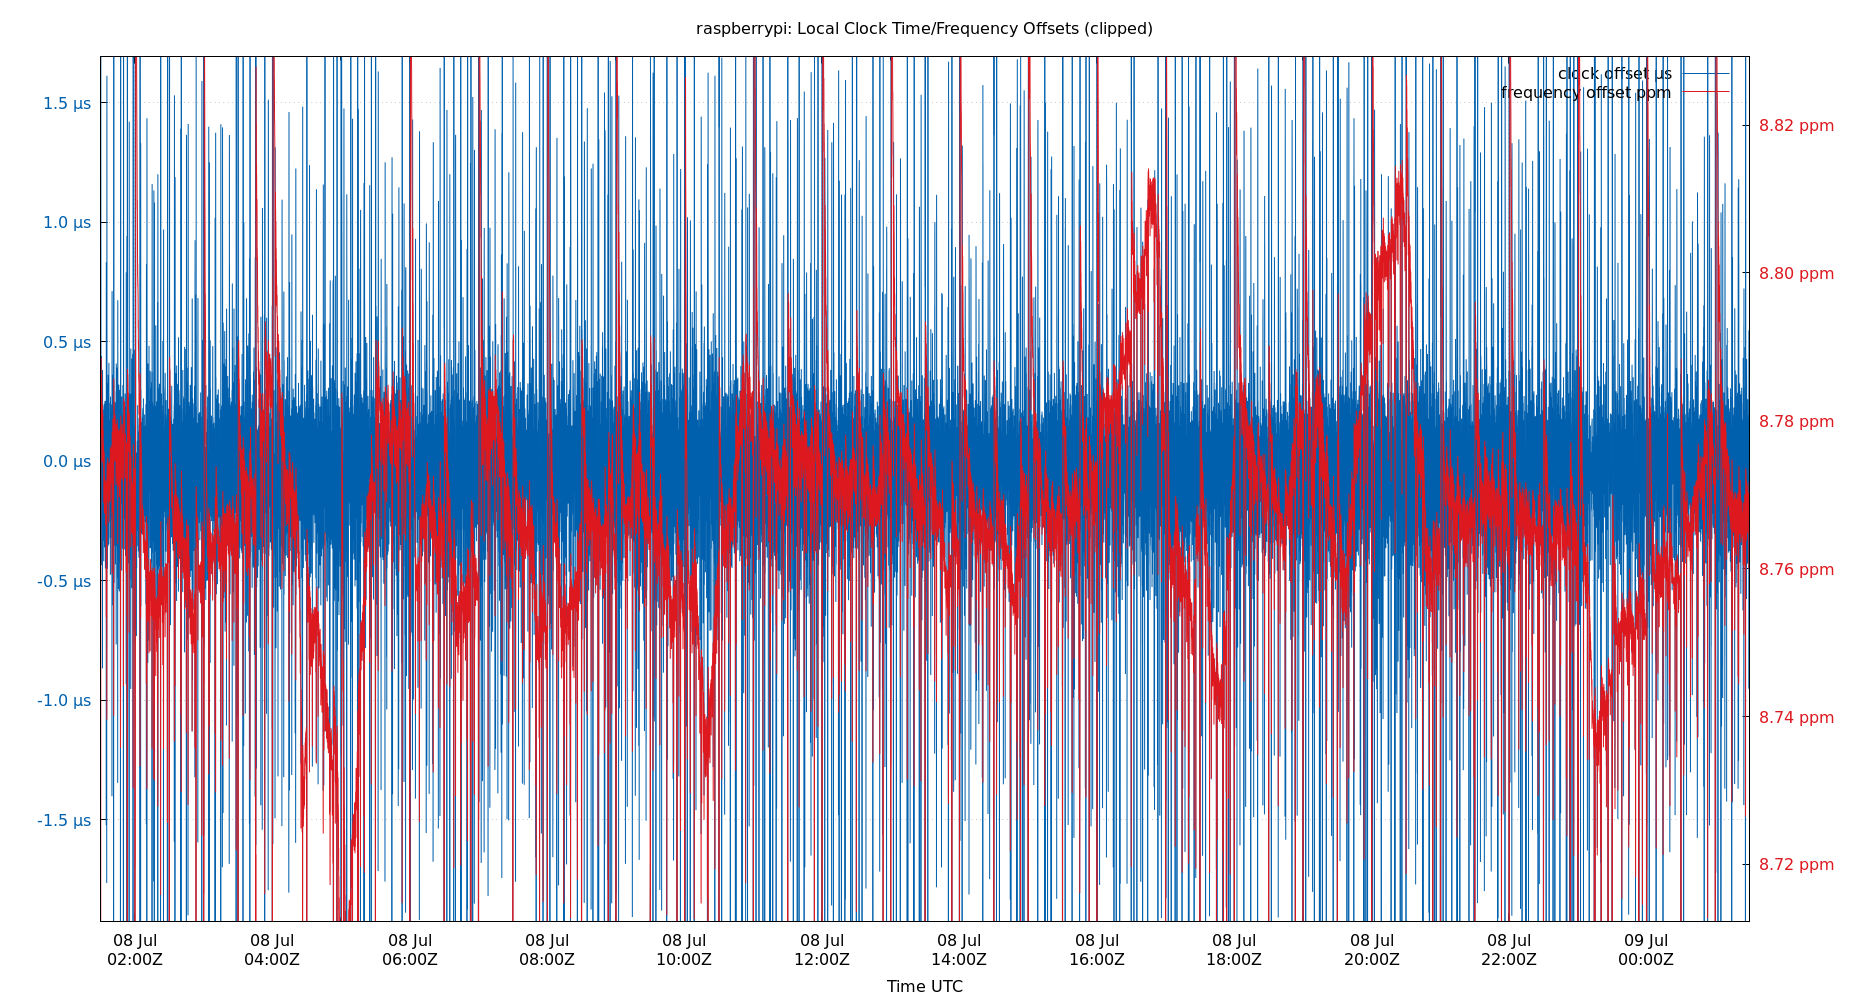 raspberrypi: Local Clock Time/Frequency Offsets (clipped)
clock offset µs
frequency offset ppm
1.5 µs
1.0 µs
0.5 µs
0.0 µs
-0.5 µs
-1.0 µs
-1.5 µs
8.82 ppm
8.80 ppm
8.78 ppm
8.76 ppm
8.74 ppm
8.72 ppm
08 Jul
02:00Z
08 Jul
04:00Z
08 Jul
06:00Z
08 Jul
08:00Z
08 Jul
10:00Z
08 Jul
12:00Z
08 Jul
14:00Z
08 Jul
16:00Z
08 Jul
18:00Z
08 Jul
20:00Z
08 Jul
22:00Z
09 Jul
00:00Z
Time UTC